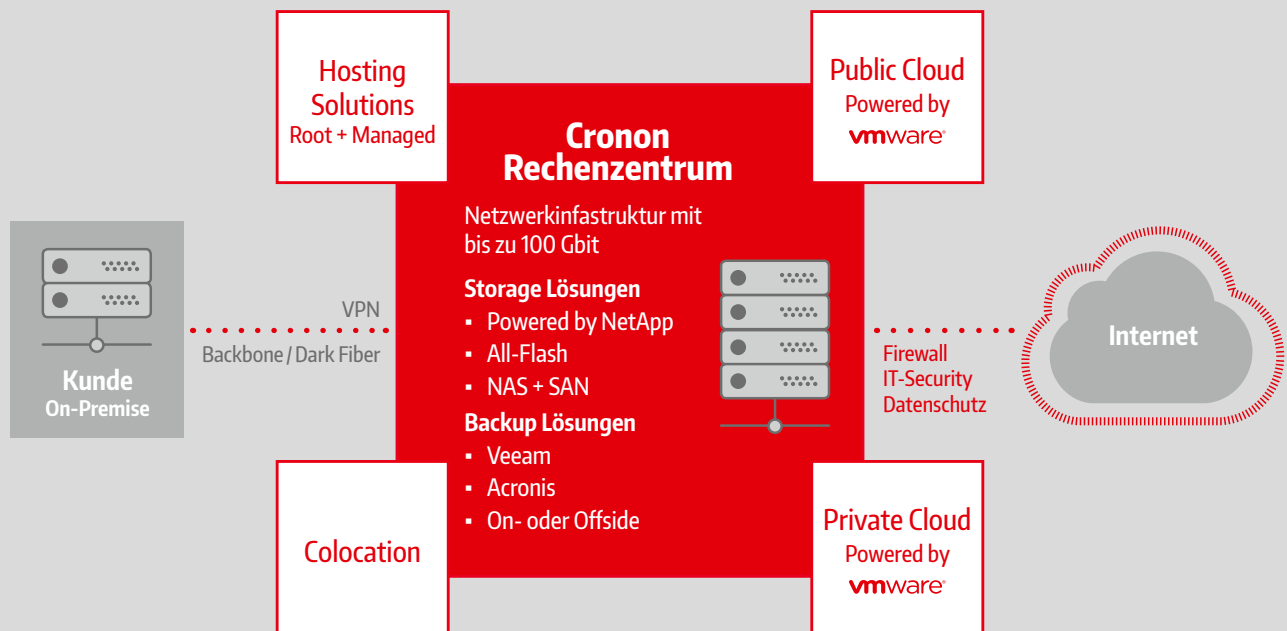 Hosting
Solutions
Root + Managed
Public Cloud
Powered by
vmware®
Cronon
Rechenzentrum
Netzwerkinfastruktur mit
bis zu 100 Gbit
Storage Lösungen
▪ Powered by NetApp
▪ All-Flash
▪ NAS + SAN
Backup Lösungen
▪ Veeam
▪ Acronis
▪ On- oder Offside
VPN
Backbone / Dark Fiber
Kunde
On-Premise
Firewall
IT-Security
Datenschutz
Internet
Colocation
Private Cloud
Powered by
vmware®